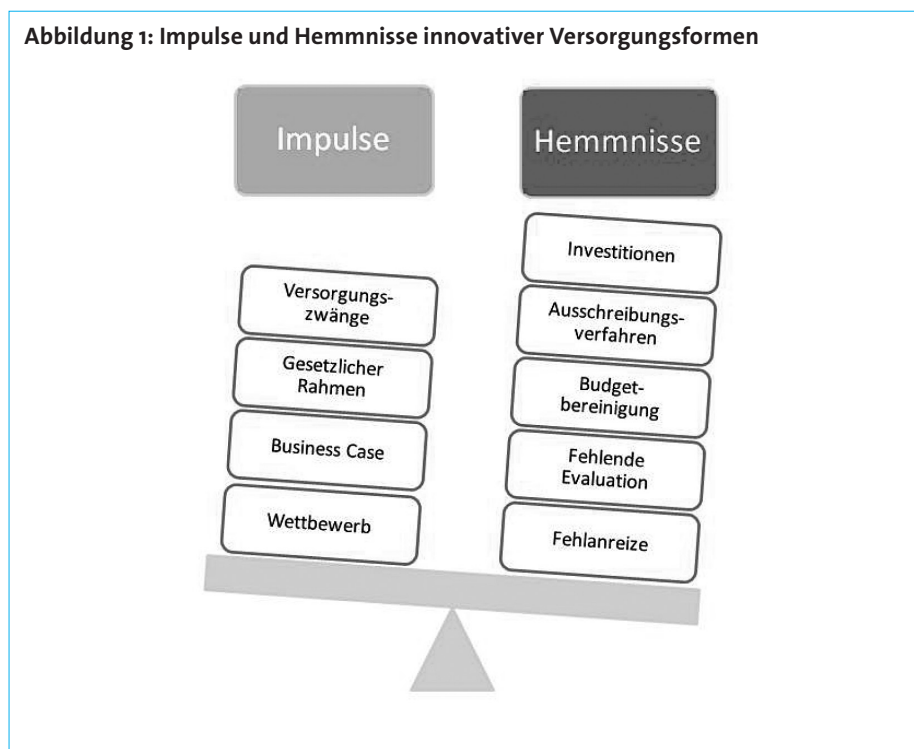 Abbildung 1: Impulse und Hemmnisse innovativer Versorgungsformen
Impulse
Hemmnisse
Versorgungs-
zwänge
Gesetzlicher
Rahmen
Business Case
Wettbewerb
Investitionen
Ausschreibungs-
verfahren
Budget-
bereinigung
Fehlende
Evaluation
Fehlanreize